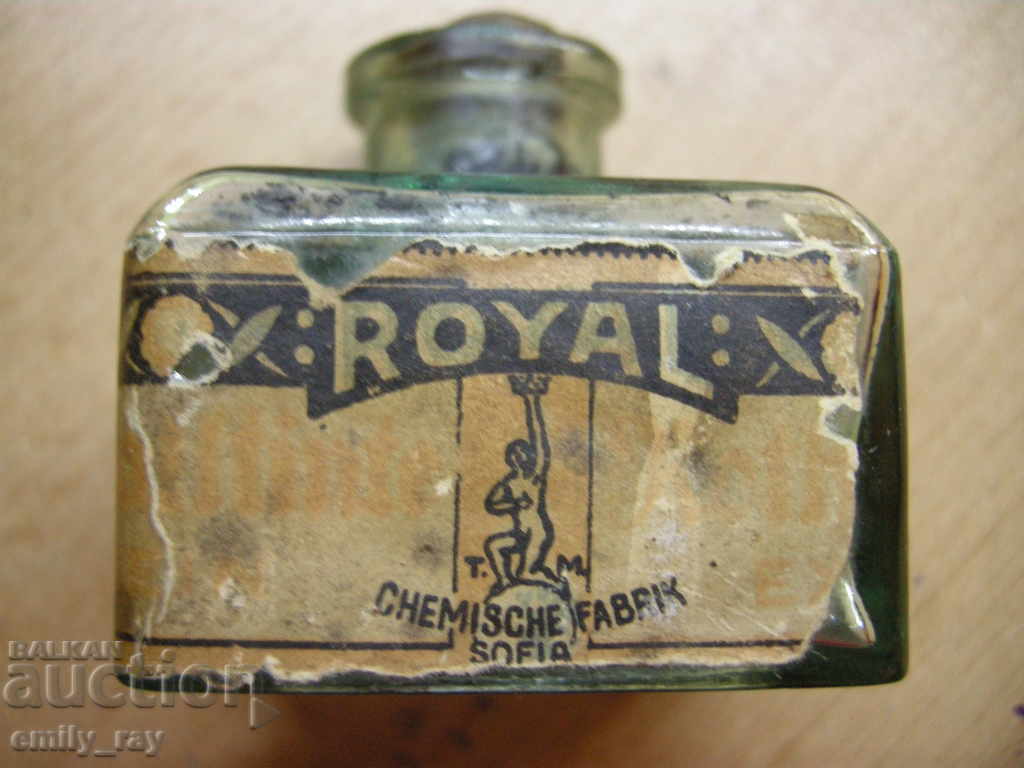 : ROYAL :
T. M.
CHEMISCHE FABRIK
SOFIA
BALKAN
auction
emily_ray